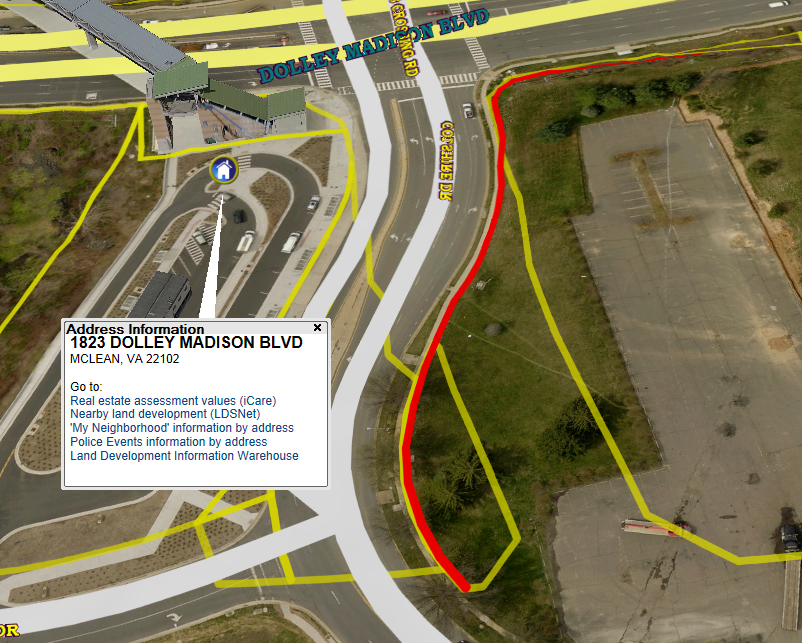 DOLLEY MADISON BLVD
CROSSING RD
COLSHIRE DR
Address Information
1823 DOLLEY MADISON BLVD
MCLEAN, VA 22102
Go to:
Real estate assessment values (iCare)
Nearby land development (LDSNet)
'My Neighborhood' information by address
Police Events information by address
Land Development Information Warehouse
DR